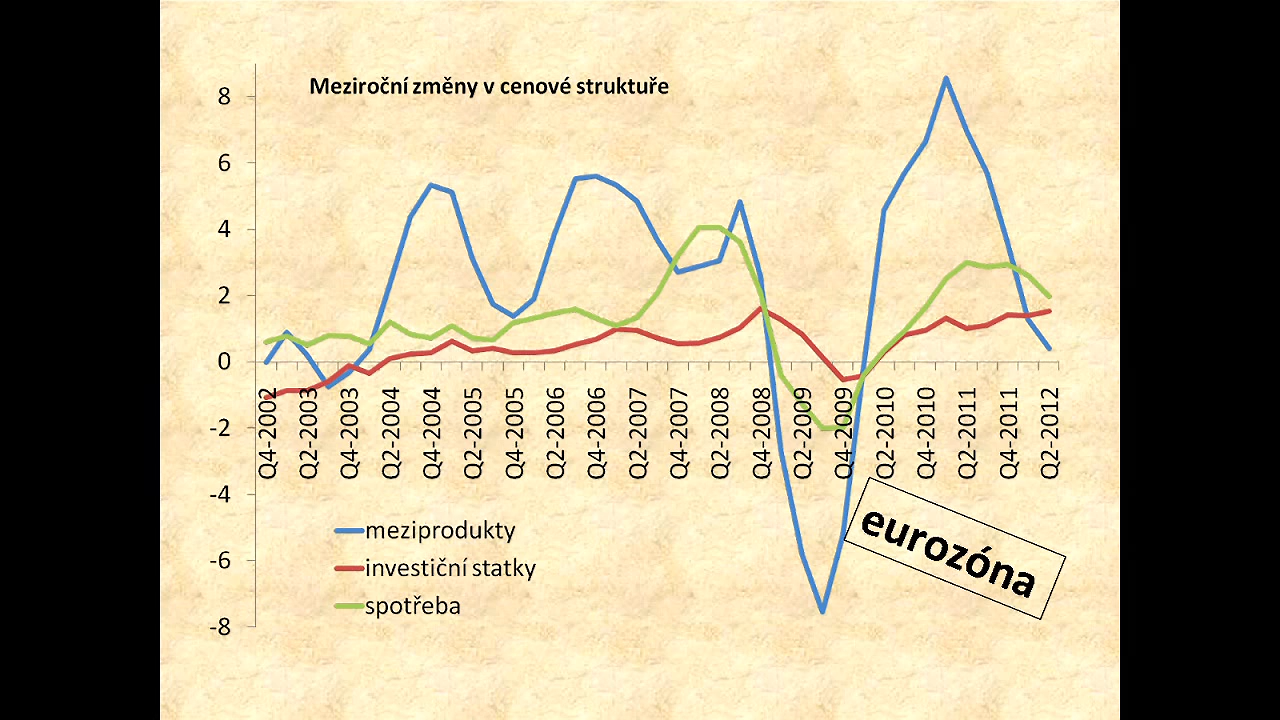 Meziroční změny v cenové struktuře
8
6
4
2
0
-2
-4
-6
-8
Q4-2002
Q2-2003
Q4-2003
Q2-2004
Q4-2004
Q2-2005
Q4-2005
Q2-2006
Q4-2006
Q2-2007
Q4-2007
Q2-2008
Q4-2008
Q2-2009
Q4-2009
Q2-2010
Q4-2010
Q2-2011
Q4-2011
Q2-2012
meziprodukty
investiční statky
spotřeba
eurozóna